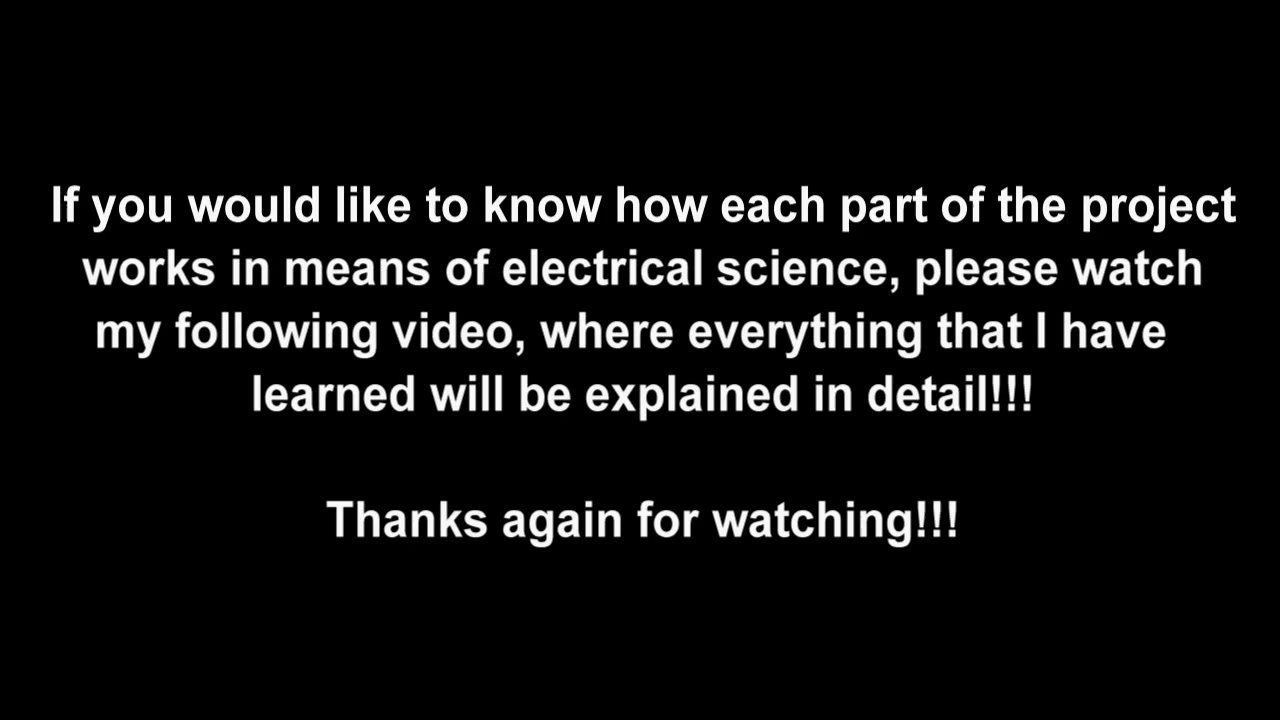 If you would like to know how each part of the project
works in means of electrical science, please watch
my following video, where everything that I have
learned will be explained in detail!!!
Thanks again for watching!!!